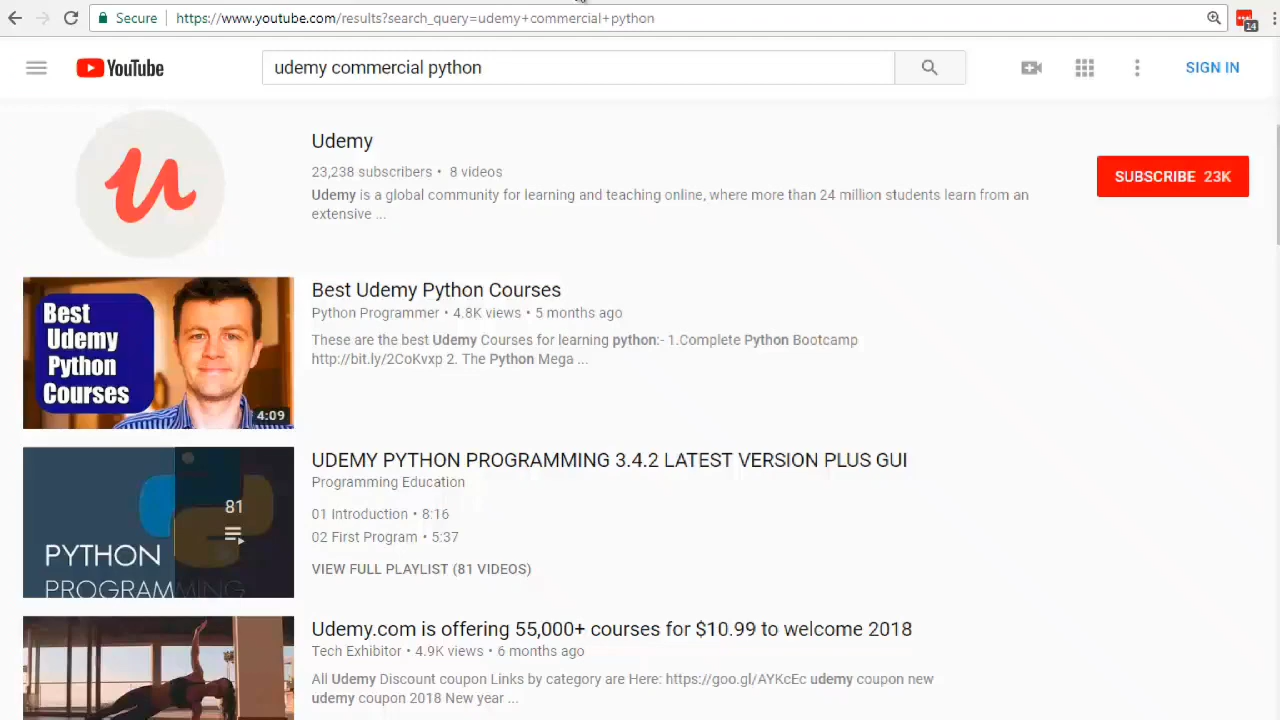 Secure
https://www.youtube.com/results?search_query=udemy+commercial+python
14
YouTube
udemy commercial python
SIGN IN
u
Udemy
23,238 subscribers • 8 videos
Udemy is a global community for learning and teaching online, where more than 24 million students learn from an
extensive ...
SUBSCRIBE 23K
Best
Udemy
Python
Courses
4:09
Best Udemy Python Courses
Python Programmer • 4.8K views • 5 months ago
These are the best Udemy Courses for learning python:- 1.Complete Python Bootcamp
http://bit.ly/2CoKvxp 2. The Python Mega ...
81
PYTHON
PROGRAMMING
UDEMY PYTHON PROGRAMMING 3.4.2 LATEST VERSION PLUS GUI
Programming Education
01 Introduction • 8:16
02 First Program • 5:37
VIEW FULL PLAYLIST (81 VIDEOS)
Udemy.com is offering 55,000+ courses for $10.99 to welcome 2018
Tech Exhibitor • 4.9K views • 6 months ago
All Udemy Discount coupon Links by category are Here: https://goo.gl/AYKcEc udemy coupon new
udemy coupon 2018 New year ...